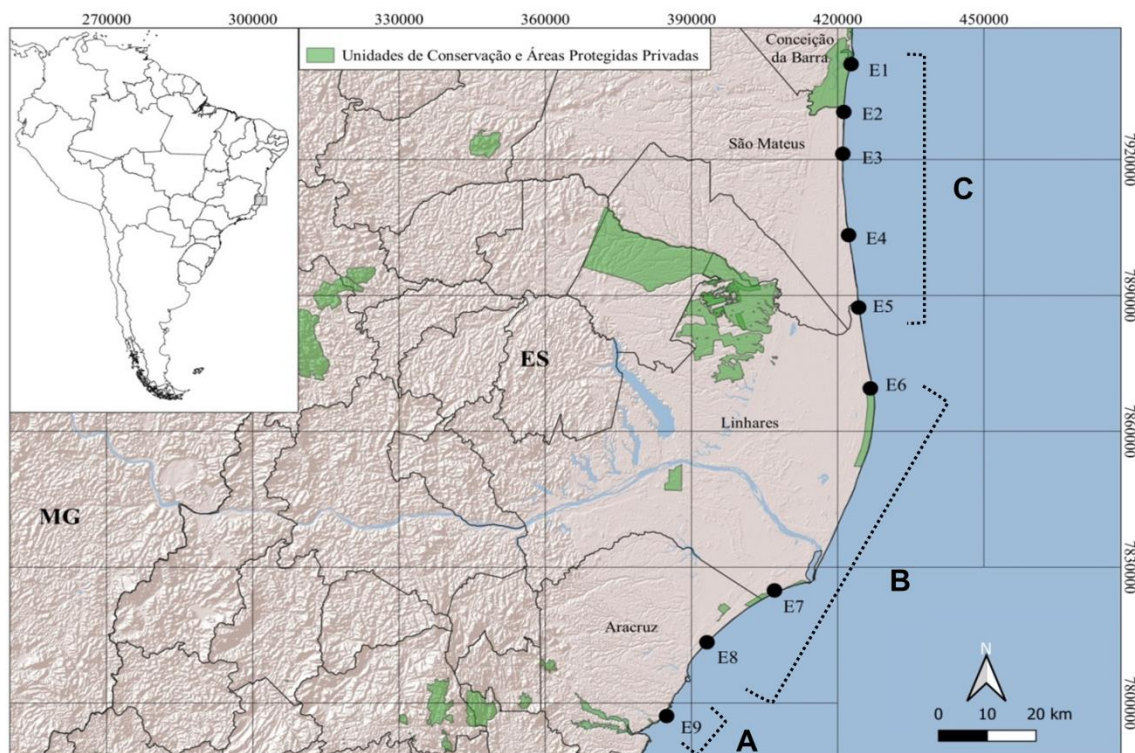 270000 300000 330000 360000 390000 420000 450000
Unidades de Conservação e Áreas Protegidas Privadas
Conceição
da Barra
E1
E2
São Mateus
E3
7920000
C
E4
7890000
E5
ES
E6
Linhares
7860000
MG
7830000
B
E7
Aracruz
E8
N
7800000
E9
A
0 10 20 km